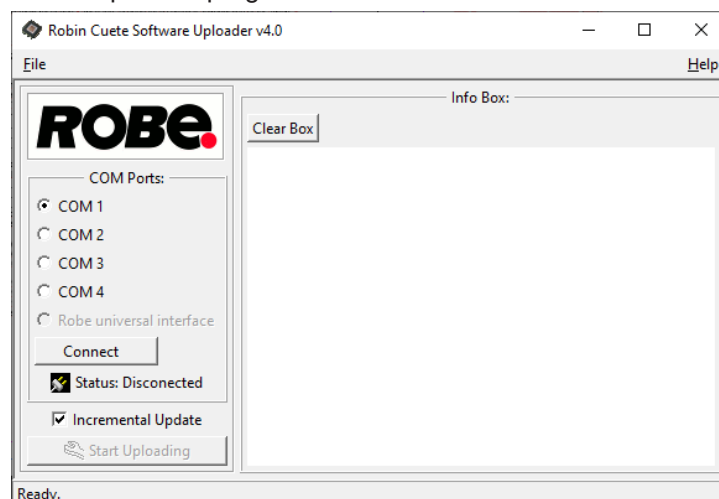 Robin Cuete Software Uploader v4.0
File
Help
ROBE
Info Box:
Clear Box
COM Ports:
COM 1
COM 2
COM 3
COM 4
Robe universal interface
Connect
Status: Disconected
Incremental Update
Start Uploading
Ready.